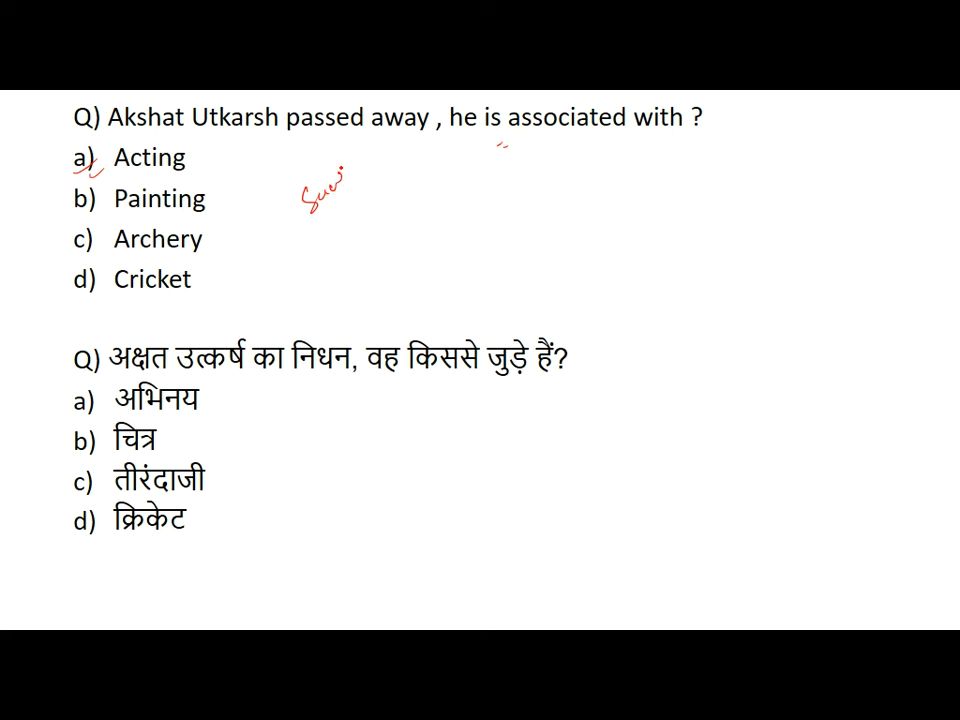 Q) Akshat Utkarsh passed away , he is associated with ?
a) Acting
b) Painting
c) Archery
d) Cricket
Q) अक्षत उत्कर्ष का निधन, वह किससे जुड़े हैं?
a) अभिनय
b) चित्र
c) तीरंदाजी
d) क्रिकेट